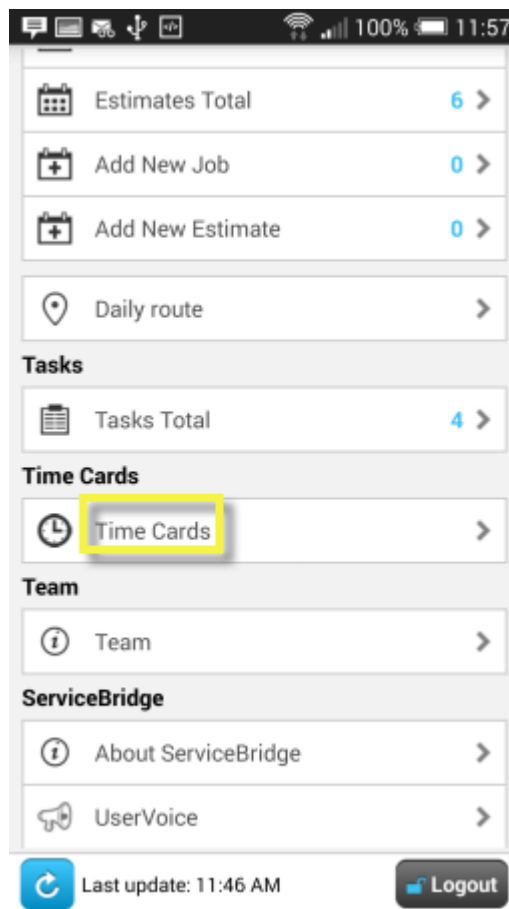 100% 11:57
Estimates Total 6
Add New Job 0
Add New Estimate 0
Daily route
Tasks
Tasks Total 4
Time Cards
Time Cards
Team
Team
ServiceBridge
About ServiceBridge
UserVoice
Last update: 11:46 AM Logout